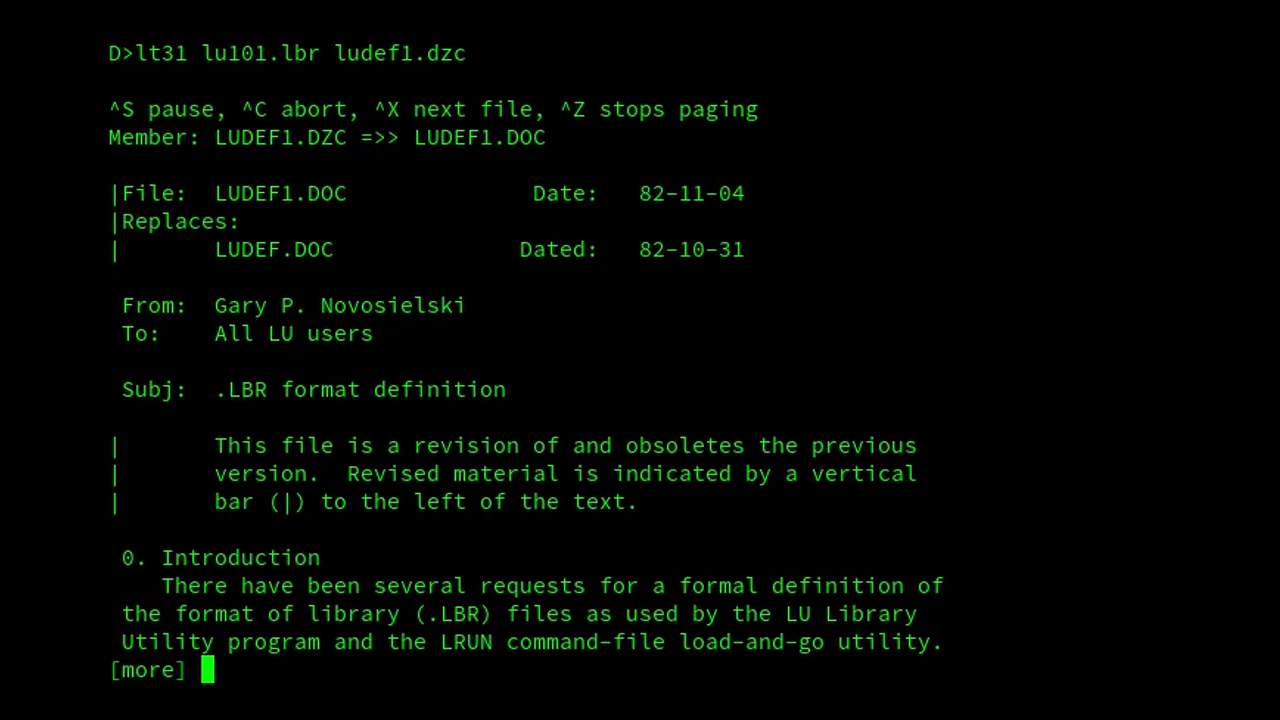 D>lt31 lu101.lbr ludef1.dzc
^S pause, ^C abort, ^X next file, ^Z stops paging
Member: LUDEF1.DZC =>> LUDEF1.DOC
|File:  LUDEF1.DOC              Date:   82-11-04
|Replaces:
|       LUDEF.DOC              Dated:   82-10-31
From:  Gary P. Novosielski
To:    All LU users
Subj:  .LBR format definition
|       This file is a revision of and obsoletes the previous
|       version.  Revised material is indicated by a vertical
|       bar (|) to the left of the text.
0. Introduction
There have been several requests for a formal definition of
the format of library (.LBR) files as used by the LU Library
Utility program and the LRUN command-file load-and-go utility.
[more]